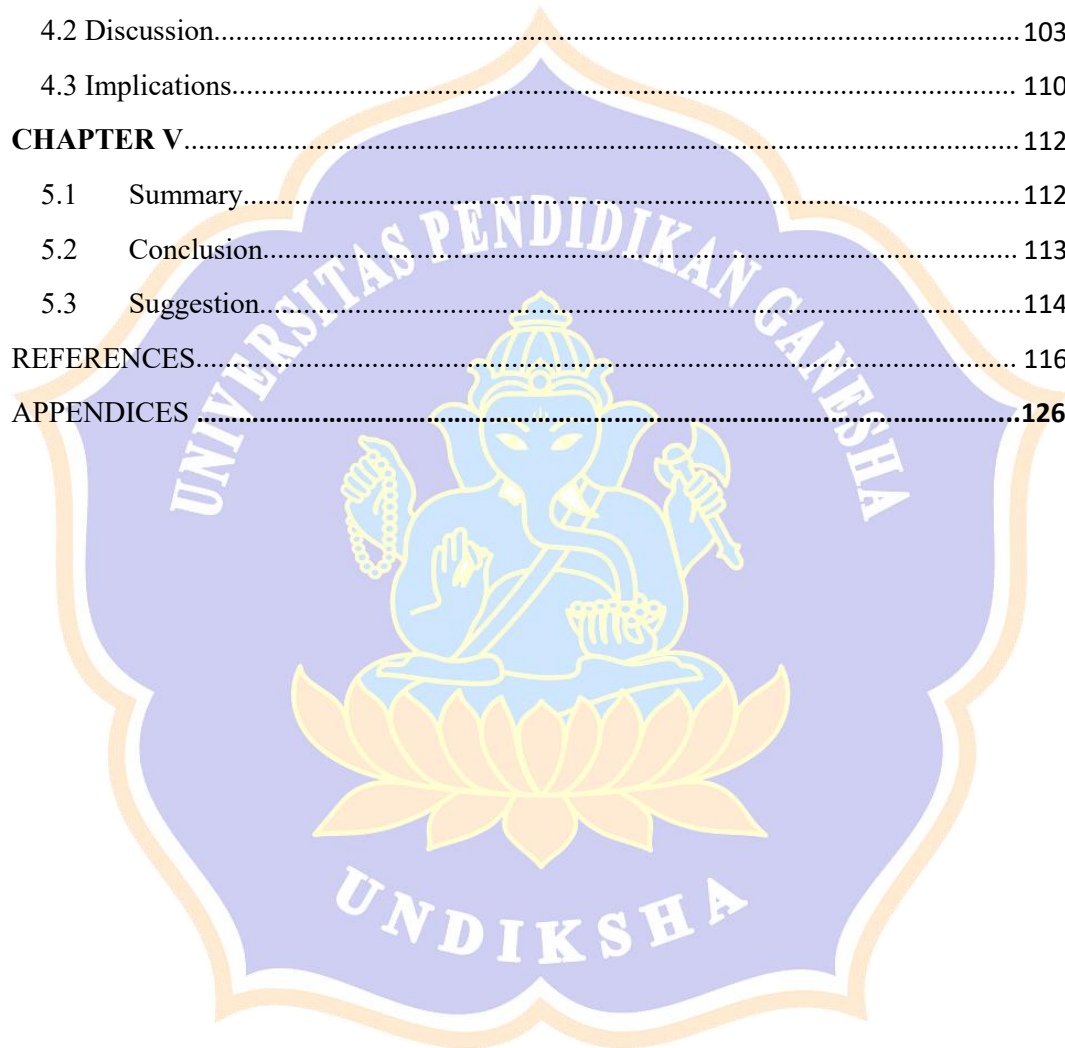 4.2 Discussion.......................................................................................................... 103
4.3 Implications........................................................................................................ 110
CHAPTER V............................................................................................................ 112
5.1 Summary............................................................................................................ 112
5.2 Conclusion......................................................................................................... 113
5.3 Suggestion.......................................................................................................... 114
REFERENCES.......................................................................................................... 116
APPENDICES ..........................................................................................................126
UNIVERSITAS PENDIDIKAN GANESHA
UNDIKSHA